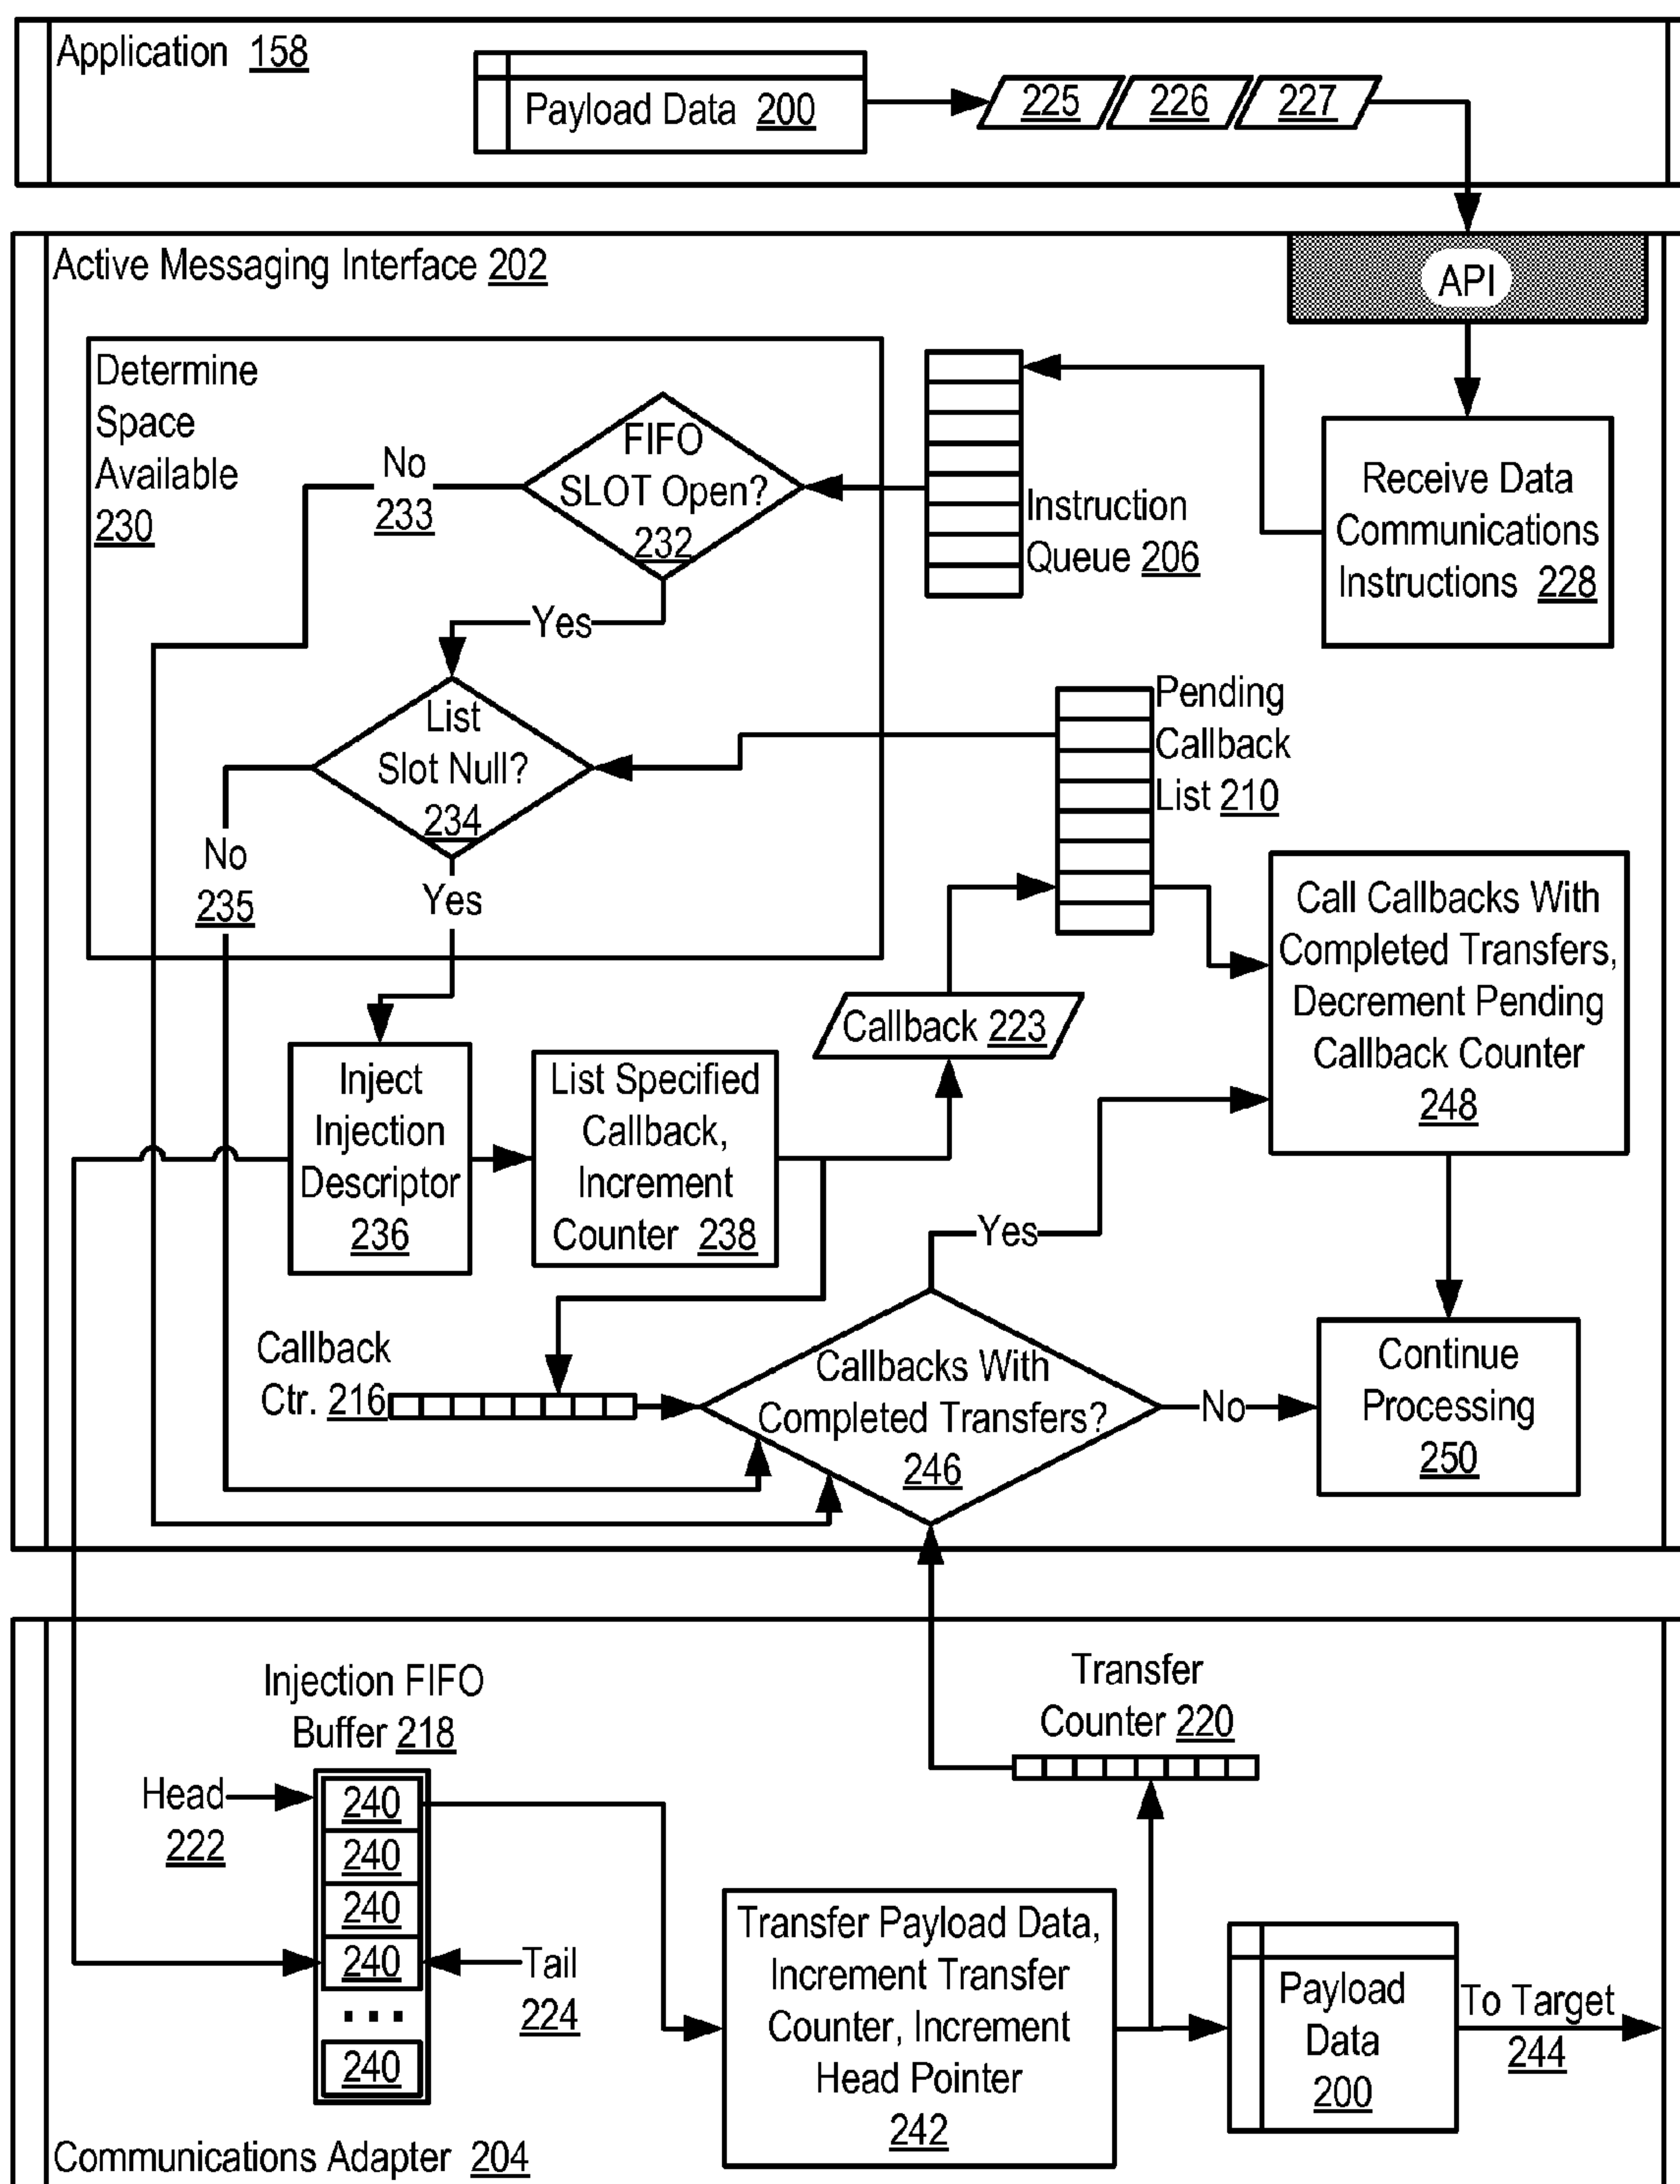 Application 158
Payload Data 200
225 226 227
Active Messaging Interface 202
API
Determine
Space
Available
230
FIFO
SLOT Open?
232
No
233
Yes
Instruction
Queue 206
Receive Data
Communications
Instructions 228
List
Slot Null?
234
No
235
Yes
Pending
Callback
List 210
Call Callbacks With
Completed Transfers,
Decrement Pending
Callback Counter
248
Callback 223
Inject
Injection
Descriptor
236
List Specified
Callback,
Increment
Counter 238
Yes
Callback
Ctr. 216
Callbacks With
Completed Transfers?
246
No
Continue
Processing
250
Injection FIFO
Buffer 218
Transfer
Counter 220
Head
222
240
240
240
240
...
240
Tail
224
Transfer Payload Data,
Increment Transfer
Counter, Increment
Head Pointer
242
Payload
Data
200
To Target
244
Communications Adapter 204